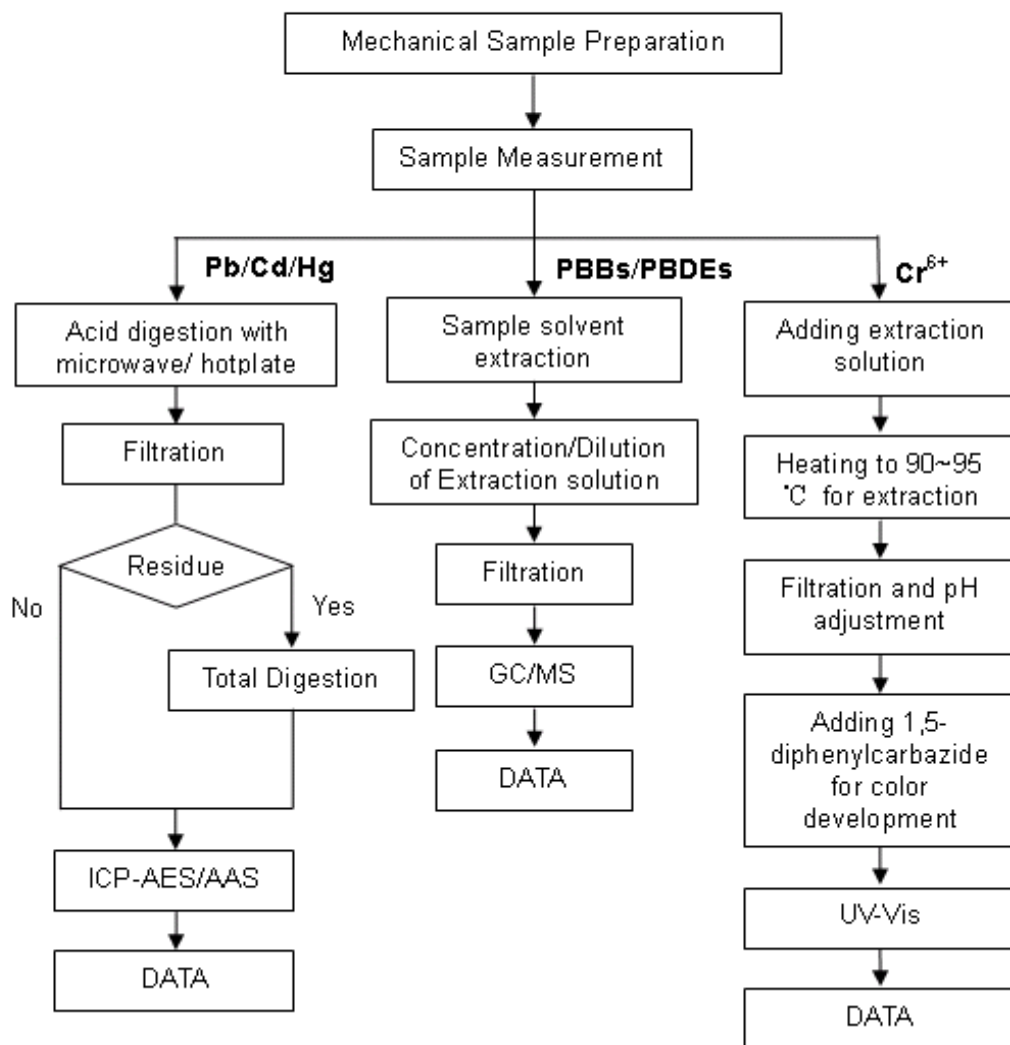 Mechanical Sample Preparation
Sample Measurement
Pb/Cd/Hg
Acid digestion with
microwave/ hotplate
Filtration
Residue
No
Yes
Total Digestion
ICP-AES/AAS
DATA
PBBs/PBDEs
Sample solvent
extraction
Concentration/Dilution
of Extraction solution
Filtration
GC/MS
DATA
Cr⁶⁺
Adding extraction
solution
Heating to 90~95
℃ for extraction
Filtration and pH
adjustment
Adding 1,5-
diphenylcarbazide
for color
development
UV-Vis
DATA